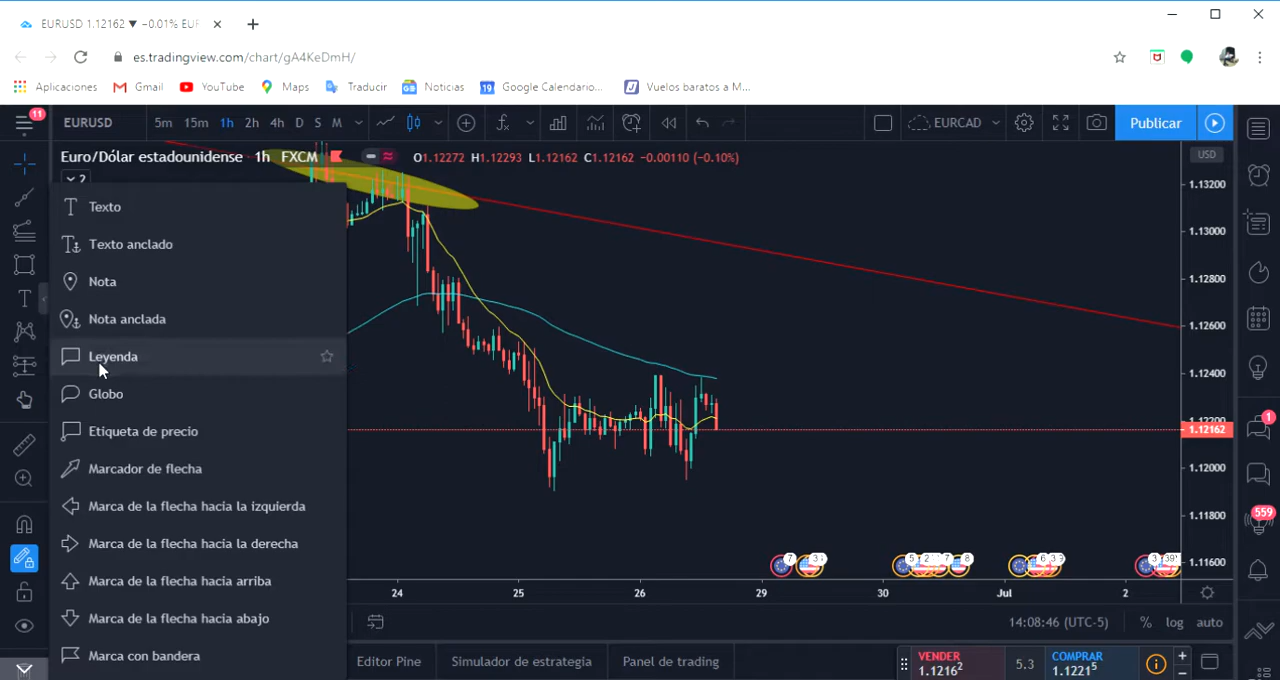 EURUSD 1.12162 ▼ −0.01% EUR
es.tradingview.com/chart/gA4KeDmH/
Aplicaciones Gmail YouTube Maps Traducir Noticias 19 Google Calendario... Vuelos baratos a M...
11 EURUSD 5m 15m 1h 2h 4h D S M EURCAD Publicar
Euro/Dólar estadounidense 1h FXCM O1.12272 H1.12293 L1.12162 C1.12162 −0.00110 (−0.10%)
USD
2
Texto
Texto anclado
Nota
Nota anclada
Leyenda
Globo
Etiqueta de precio
Marcador de flecha
Marca de la flecha hacia la izquierda
Marca de la flecha hacia la derecha
Marca de la flecha hacia arriba
Marca de la flecha hacia abajo
Marca con bandera
1.13200
1.13000
1.12800
1.12600
1.12400
1.12162
1.12000
1.11800
1.11600
1
559
24 25 26 29 30 Jul 2
14:08:46 (UTC-5) % log auto
Editor Pine Simulador de estrategia Panel de trading
VENDER 5.3 COMPRAR
1.1216² 1.1221⁵